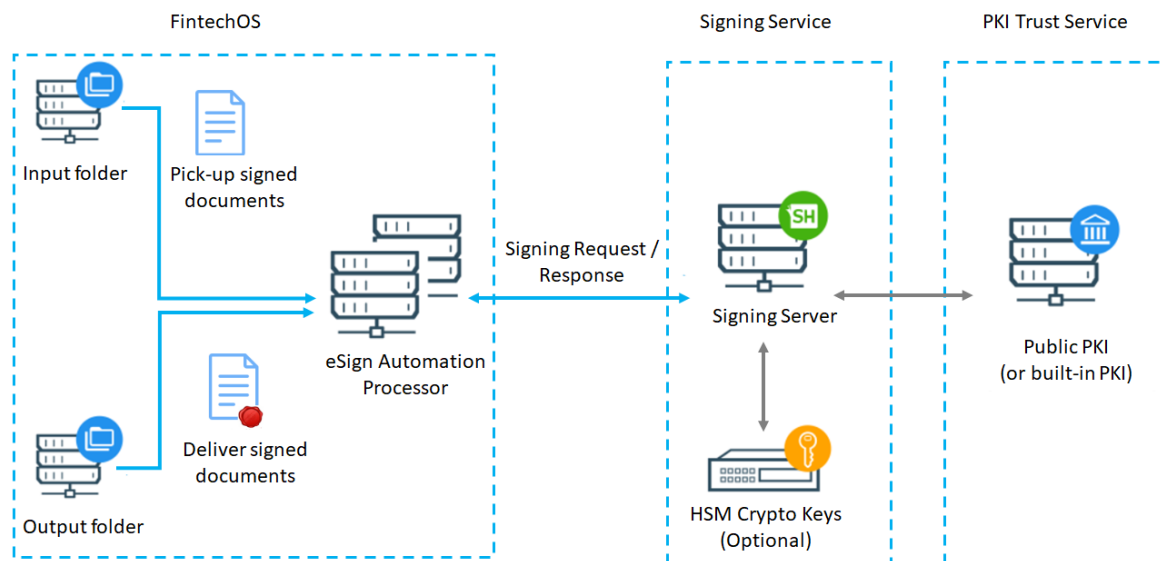 FintechOS
Signing Service
PKI Trust Service
Input folder
Pick-up signed
documents
SH
Signing Request /
Response
Signing Server
eSign Automation
Processor
Public PKI
(or built-in PKI)
Deliver signed
documents
Output folder
HSM Crypto Keys
(Optional)